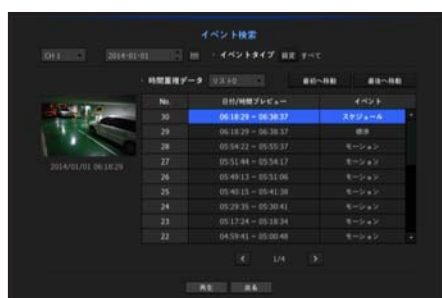 イベント検索
CH 1 2014-01-01 イベントタイプ 設定 すべて
時間重複データ リスト0 最初へ移動 最後へ移動
No. 日付/時間プレビュー イベント
30 06:18:29 ~ 06:38:37 スケジュール
29 06:18:29 ~ 06:38:37 標準
28 05:54:22 ~ 05:55:37 モーション
27 05:51:44 ~ 05:54:17 モーション
26 05:49:13 ~ 05:51:06 モーション
25 05:40:15 ~ 05:41:38 モーション
24 05:29:35 ~ 05:30:41 モーション
23 05:17:24 ~ 05:18:34 モーション
22 04:59:41 ~ 05:00:48 モーション
2014/01/01 06:18:29
1/4
再生 戻る